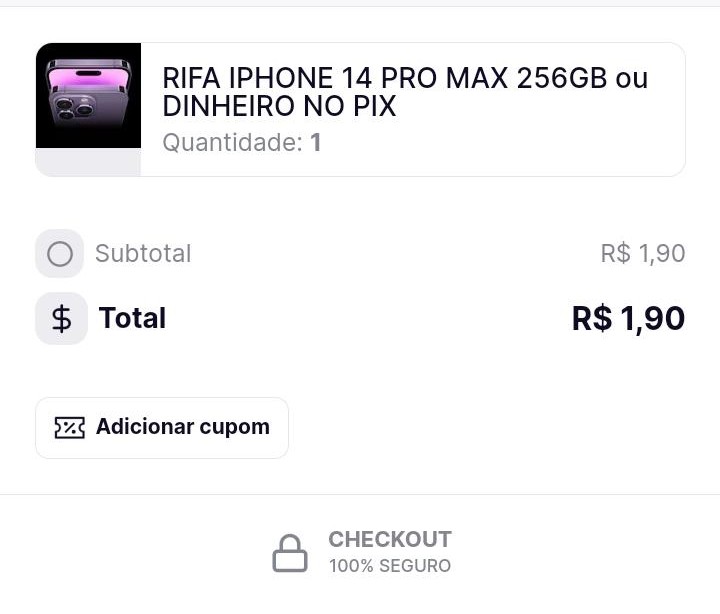 RIFA IPHONE 14 PRO MAX 256GB ou
DINHEIRO NO PIX
Quantidade: 1
Subtotal R$ 1,90
Total R$ 1,90
Adicionar cupom
CHECKOUT
100% SEGURO